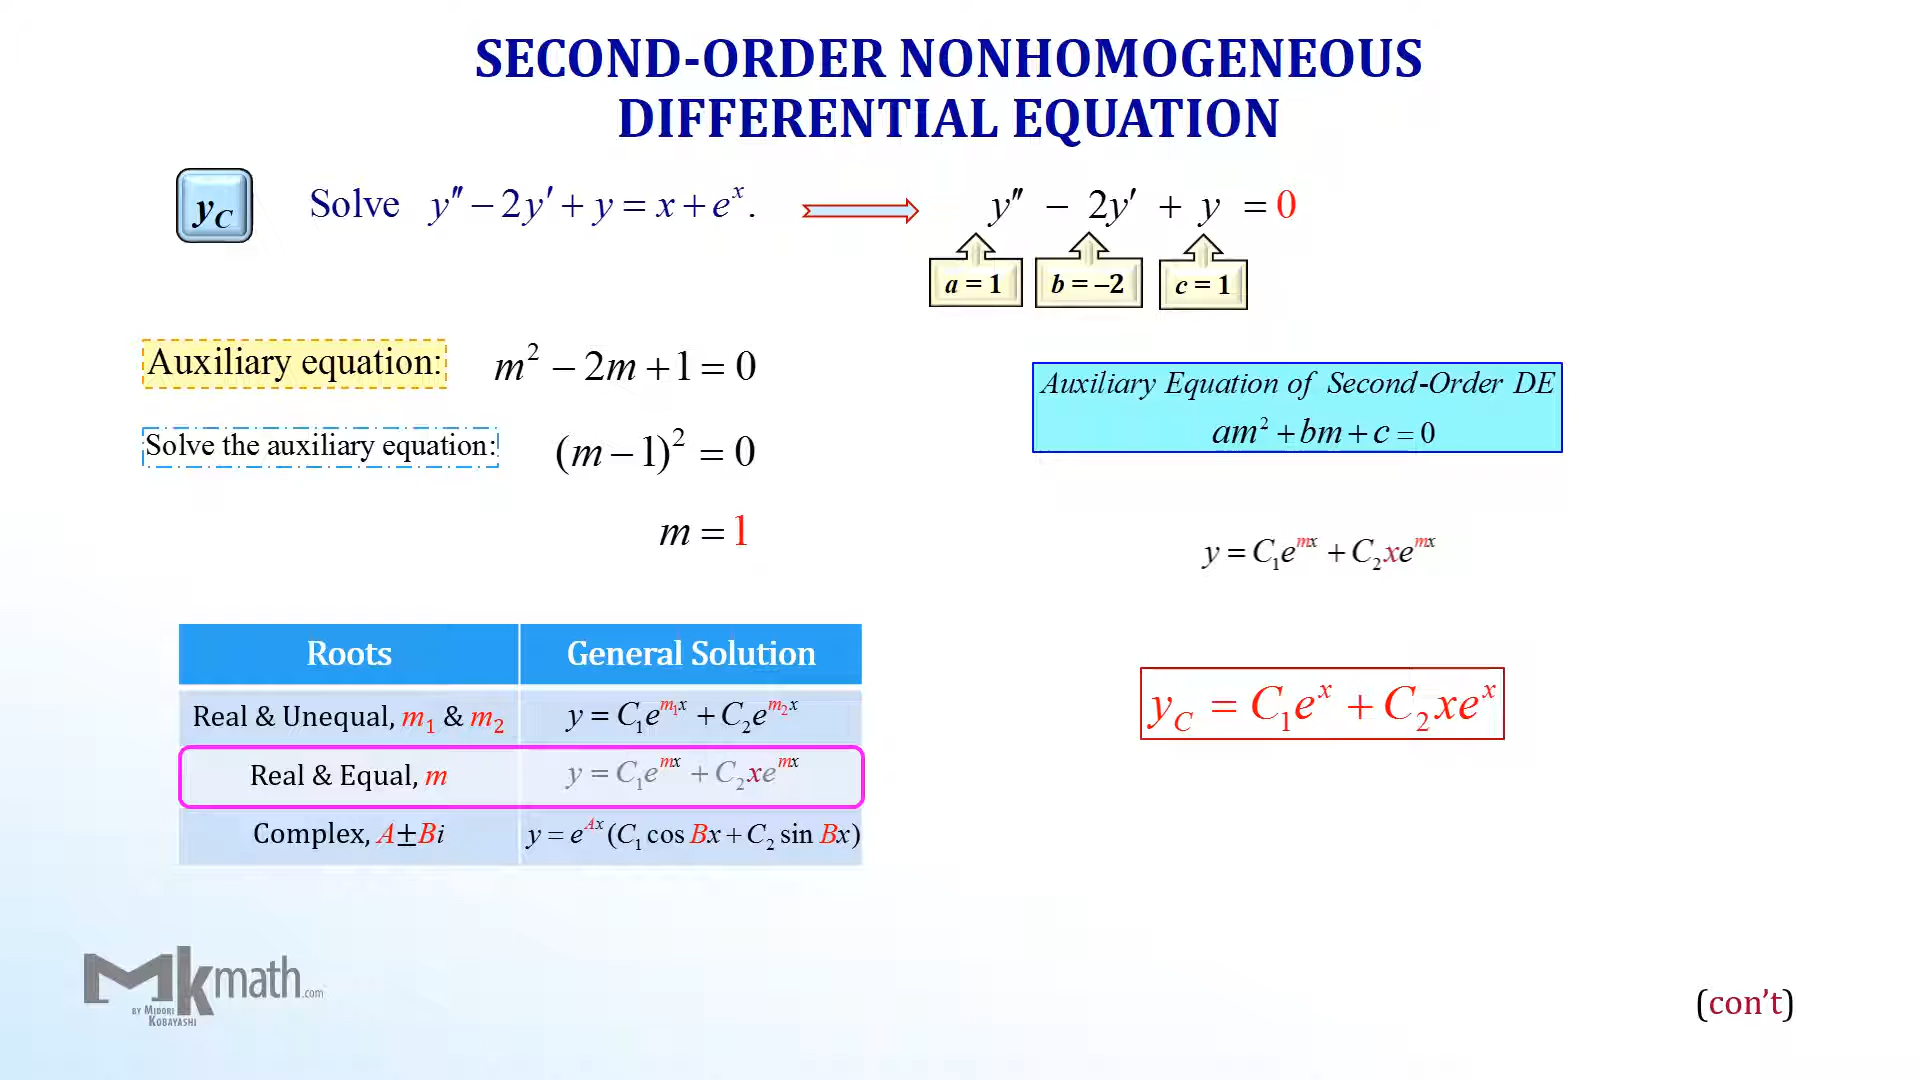 SECOND-ORDER NONHOMOGENEOUS
DIFFERENTIAL EQUATION
y_C
Solve y″ − 2y′ + y = x + e^x.
y″ − 2y′ + y = 0
a = 1
b = –2
c = 1
Auxiliary equation:
m² − 2m + 1 = 0
Auxiliary Equation of Second-Order DE
am² + bm + c = 0
Solve the auxiliary equation:
(m − 1)² = 0
m = 1
y = C₁e^{mx} + C₂xe^{mx}
Roots
General Solution
Real & Unequal, m₁ & m₂
y = C₁e^{m₁x} + C₂e^{m₂x}
Real & Equal, m
y = C₁e^{mx} + C₂xe^{mx}
Complex, A±Bi
y = e^{Ax}(C₁ cos Bx + C₂ sin Bx)
y_C = C₁e^x + C₂xe^x
Mkmath.com
BY MIDORI
KOBAYASHI
(con’t)